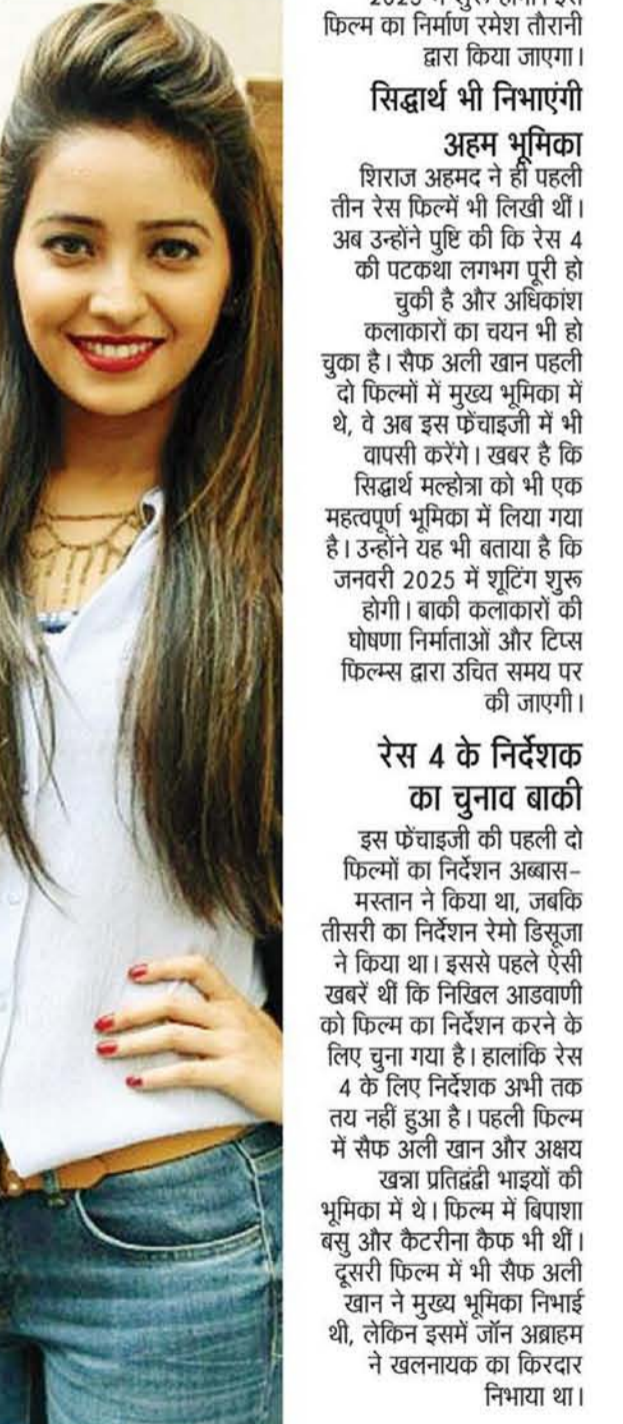 फिल्म का निर्माण रमेश तौरानी
द्वारा किया जाएगा।
सिद्धार्थ भी निभाएंगी
अहम भूमिका
शिराज अहमद ने ही पहली
तीन रेस फिल्में भी लिखी थीं।
अब उन्होंने पुष्टि की कि रेस 4
की पटकथा लगभग पूरी हो
चुकी है और अधिकांश
कलाकारों का चयन भी हो
चुका है। सैफ अली खान पहली
दो फिल्मों में मुख्य भूमिका में
थे, वे अब इस फेंचाइजी में भी
वापसी करेंगे। खबर है कि
सिद्धार्थ मल्होत्रा को भी एक
महत्वपूर्ण भूमिका में लिया गया
है। उन्होंने यह भी बताया है कि
जनवरी 2025 में शूटिंग शुरू
होगी। बाकी कलाकारों की
घोषणा निर्माताओं और टिप्स
फिल्म्स द्वारा उचित समय पर
की जाएगी।
रेस 4 के निर्देशक
का चुनाव बाकी
इस फेंचाइजी की पहली दो
फिल्मों का निर्देशन अब्बास-
मस्तान ने किया था, जबकि
तीसरी का निर्देशन रेमो डिसूजा
ने किया था। इससे पहले ऐसी
खबरें थीं कि निखिल आडवाणी
को फिल्म का निर्देशन करने के
लिए चुना गया है। हालांकि रेस
4 के लिए निर्देशक अभी तक
तय नहीं हुआ है। पहली फिल्म
में सैफ अली खान और अक्षय
खन्ना प्रतिद्वंद्वी भाइयों की
भूमिका में थे। फिल्म में बिपाशा
बसु और कैटरीना कैफ भी थीं।
दूसरी फिल्म में भी सैफ अली
खान ने मुख्य भूमिका निभाई
थी, लेकिन इसमें जॉन अब्राहम
ने खलनायक का किरदार
निभाया था।